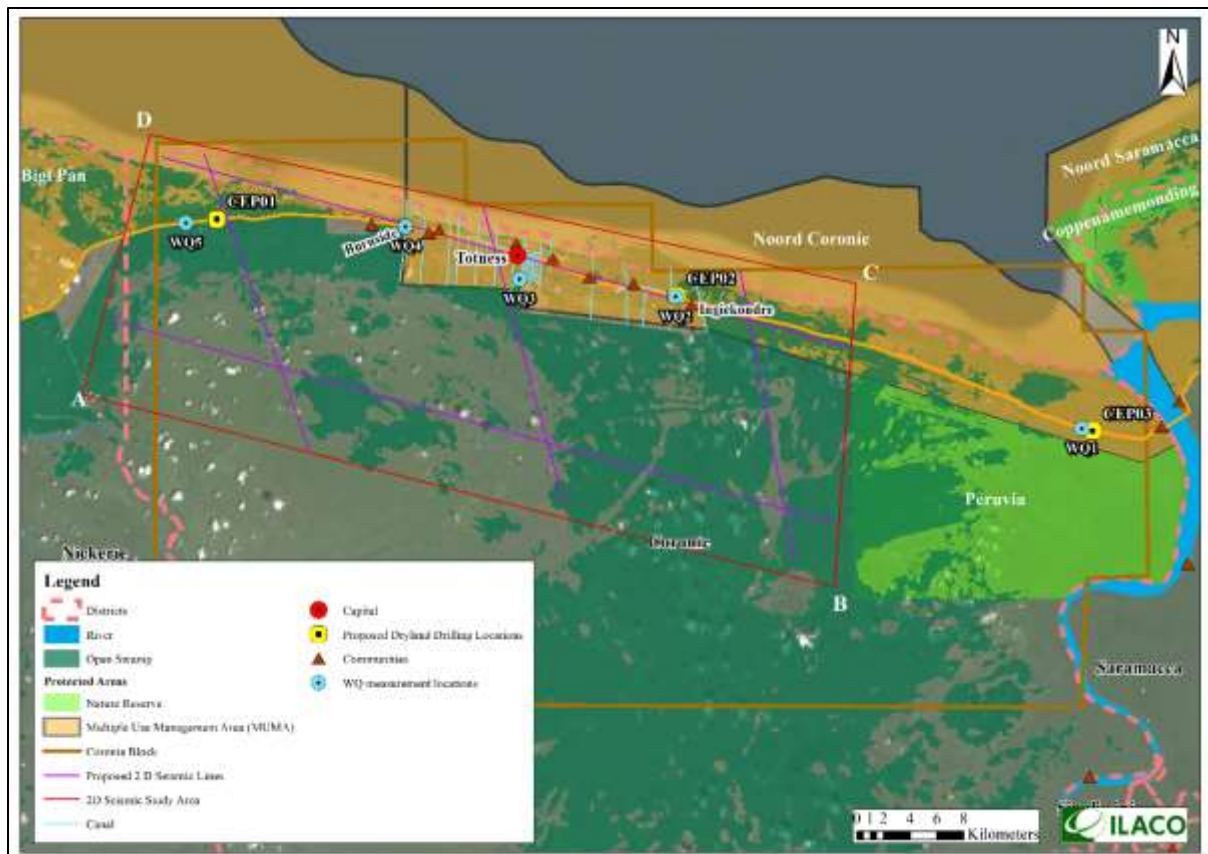 N
D
Noord Saramacca
Bigi Pan
CEP01
Coppenamemonding
WQ5
Burnside
WQ4
Noord Coronie
Totness
C
WQ3
CEP02
WQ2
Ingiekondre
A
CEP03
WQ1
Peruvia
Coronie
Nickerie
B
Saramacca
Legend
Districts
River
Open Swamp
Protected Areas
Nature Reserve
Multiple Use Management Area (MUMA)
Coronie Block
Proposed 2 D Seismic Lines
2D Seismic Study Area
Canal
Capital
Proposed Dryland Drilling Locations
Communities
WQ-measurement locations
0 1 2 4 6 8
Kilometers
ILACO